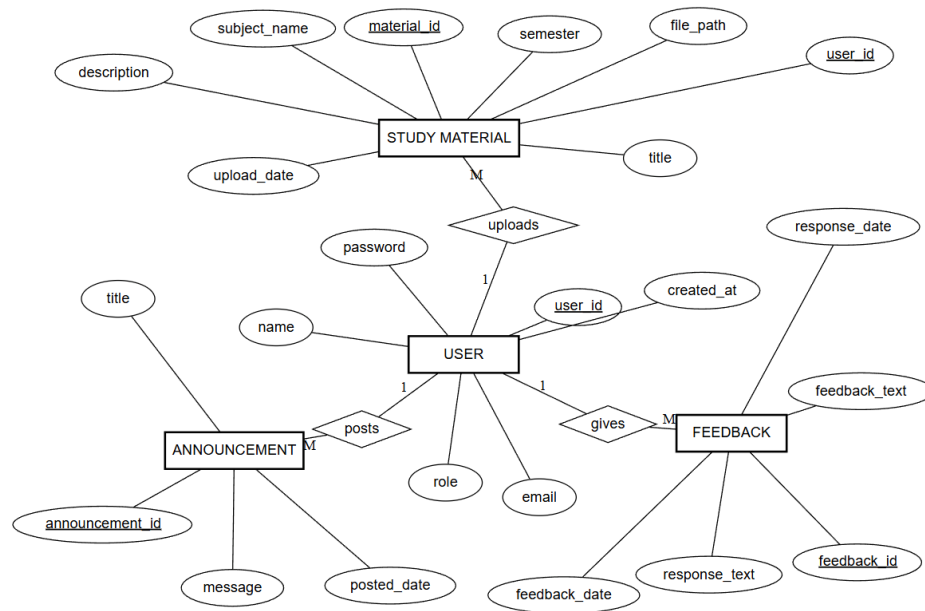 subject_name
material_id
semester
file_path
user_id
description
STUDY MATERIAL
title
upload_date
M
uploads
response_date
password
1
created_at
title
user_id
name
USER
1
1
feedback_text
posts
gives
M
FEEDBACK
ANNOUNCEMENT
M
role
email
announcement_id
feedback_id
response_text
message
posted_date
feedback_date